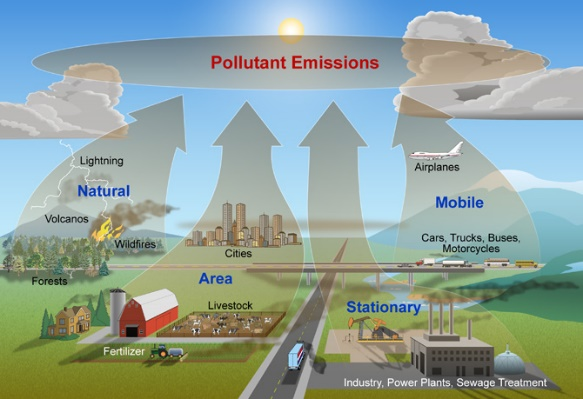 Pollutant Emissions
Lightning
Natural
Volcanos
Wildfires
Forests
Cities
Area
Livestock
Fertilizer
Airplanes
Mobile
Cars, Trucks, Buses,
Motorcycles
Stationary
Industry, Power Plants, Sewage Treatment